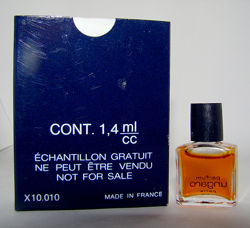 CONT. 1,4 ml
cc
ÉCHANTILLON GRATUIT
NE PEUT ÊTRE VENDU
NOT FOR SALE
X10.010 MADE IN FRANCE